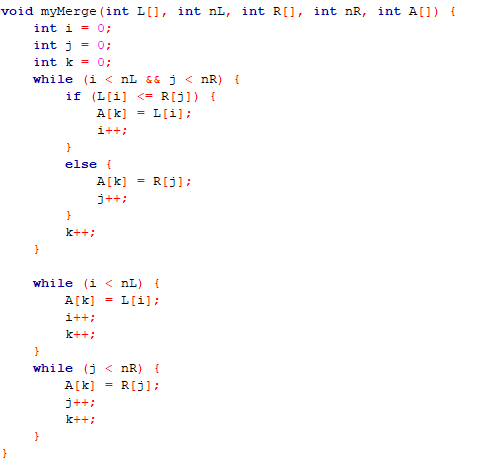 void myMerge(int L[], int nL, int R[], int nR, int A[]) {
    int i = 0;
    int j = 0;
    int k = 0;
    while (i < nL && j < nR) {
        if (L[i] <= R[j]) {
            A[k] = L[i];
            i++;
        }
        else {
            A[k] = R[j];
            j++;
        }
        k++;
    }

    while (i < nL) {
        A[k] = L[i];
        i++;
        k++;
    }
    while (j < nR) {
        A[k] = R[j];
        j++;
        k++;
    }
}